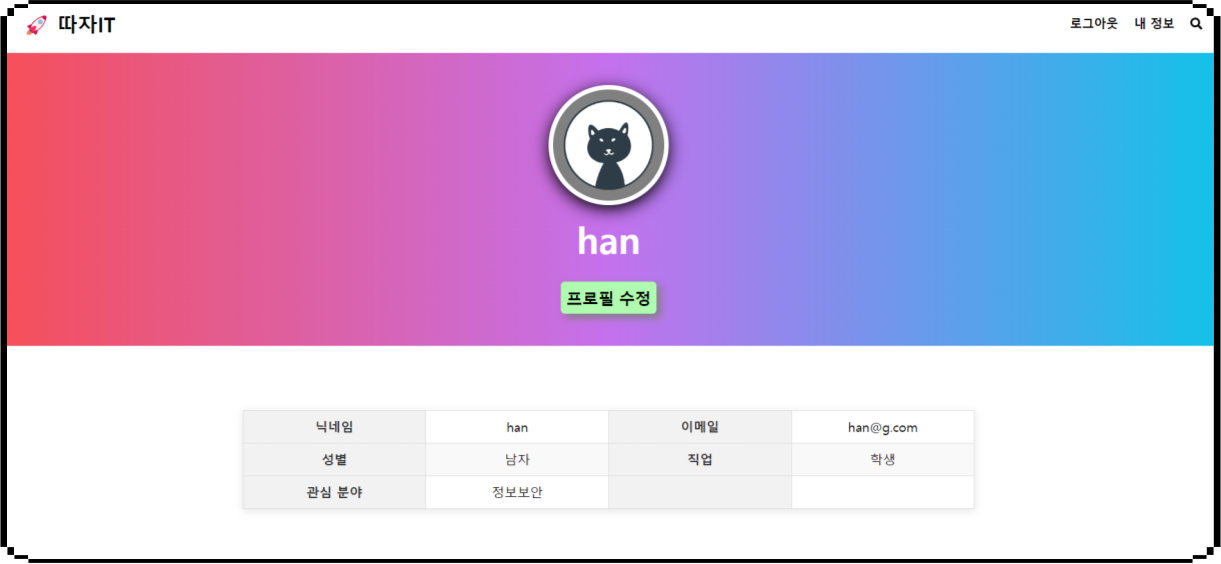 따자IT
로그아웃 내 정보
han
프로필 수정
닉네임 han 이메일 han@g.com
성별 남자 직업 학생
관심 분야 정보보안